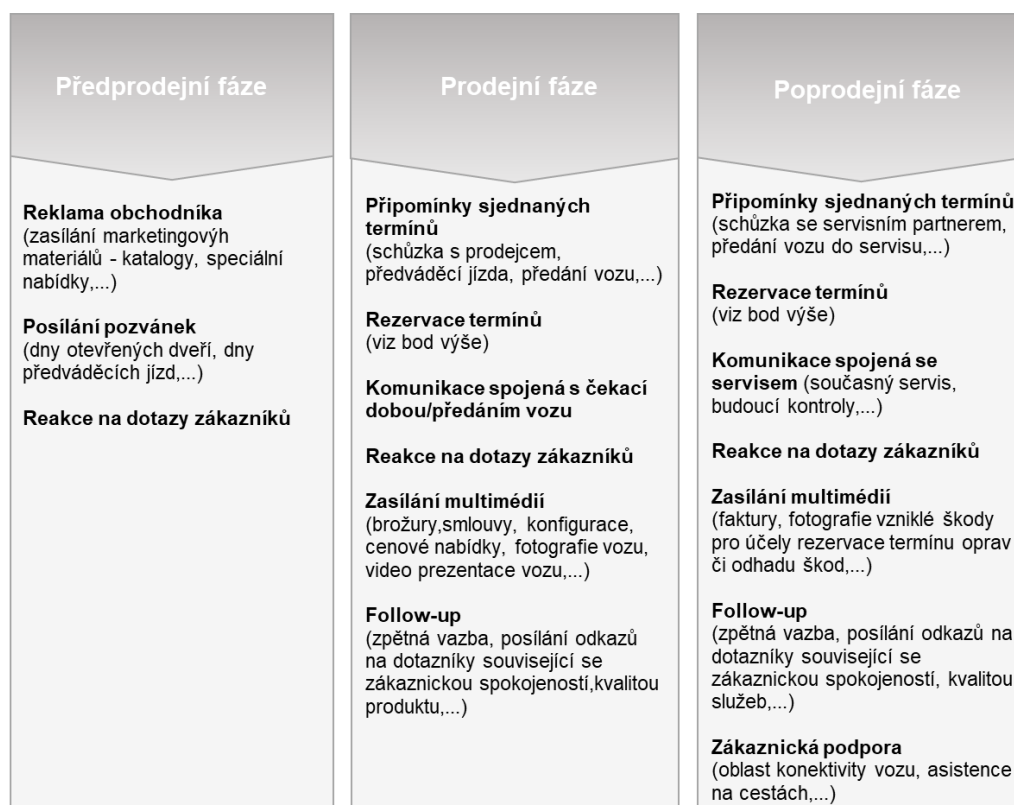 Předprodejní fáze
Reklama obchodníka
(zasílání marketingovýh
materiálů - katalogy, speciální
nabídky,...)
Posílání pozvánek
(dny otevřených dveří, dny
předváděcích jízd,...)
Reakce na dotazy zákazníků
Prodejní fáze
Připomínky sjednaných
termínů
(schůzka s prodejcem,
předváděcí jízda, předání vozu,...)
Rezervace termínů
(viz bod výše)
Komunikace spojená s čekací
dobou/předáním vozu
Reakce na dotazy zákazníků
Zasílání multimédií
(brožury,smlouvy, konfigurace,
cenové nabídky, fotografie vozu,
video prezentace vozu,...)
Follow-up
(zpětná vazba, posílání odkazů
na dotazníky související se
zákaznickou spokojeností,kvalitou
produktu,...)
Poprodejní fáze
Připomínky sjednaných termínů
(schůzka se servisním partnerem,
předání vozu do servisu,...)
Rezervace termínů
(viz bod výše)
Komunikace spojená se
servisem (současný servis,
budoucí kontroly,...)
Reakce na dotazy zákazníků
Zasílání multimédií
(faktury, fotografie vzniklé škody
pro účely rezervace termínu oprav
či odhadu škod,...)
Follow-up
(zpětná vazba, posílání odkazů na
dotazníky související se
zákaznickou spokojeností, kvalitou
služeb,...)
Zákaznická podpora
(oblast konektivity vozu, asistence
na cestách,...)